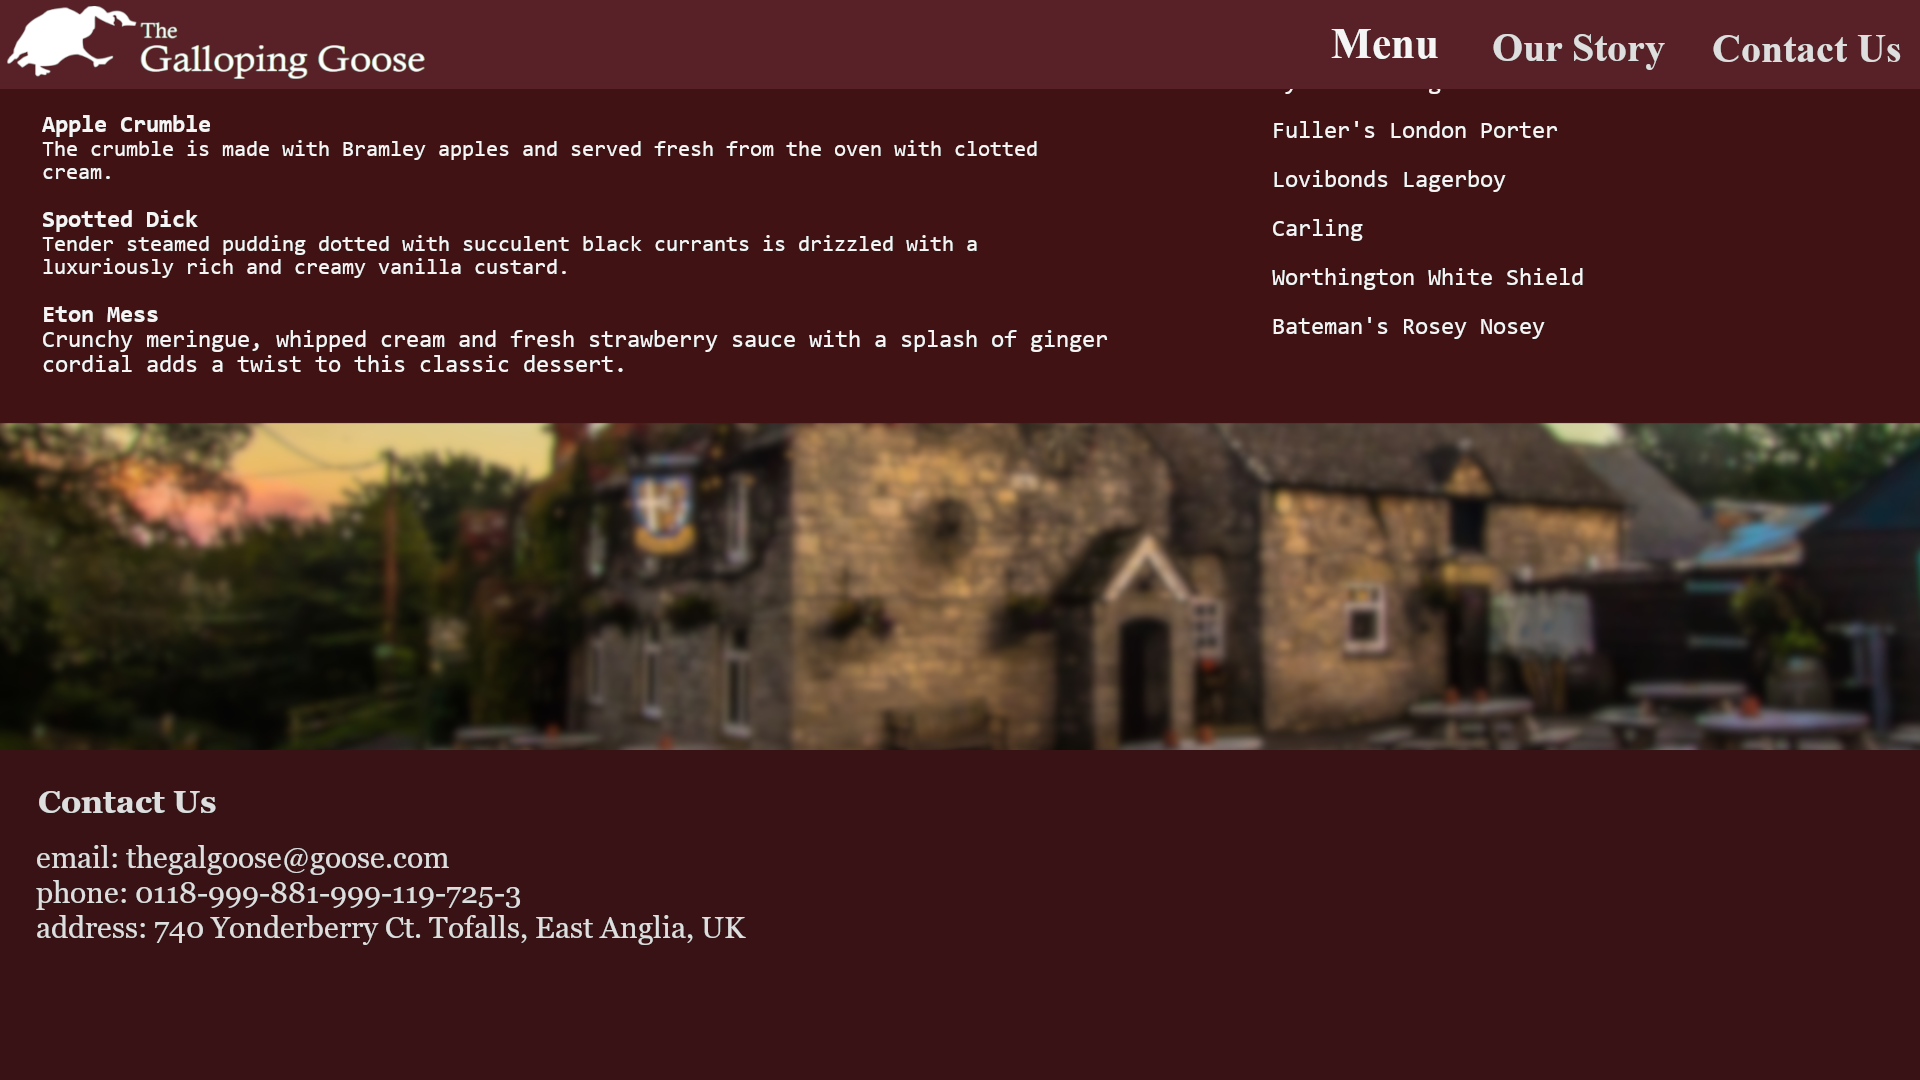 The
Galloping Goose
Menu
Our Story
Contact Us
Apple Crumble
The crumble is made with Bramley apples and served fresh from the oven with clotted
cream.
Spotted Dick
Tender steamed pudding dotted with succulent black currants is drizzled with a
luxuriously rich and creamy vanilla custard.
Eton Mess
Crunchy meringue, whipped cream and fresh strawberry sauce with a splash of ginger
cordial adds a twist to this classic dessert.
Fuller's London Porter
Lovibonds Lagerboy
Carling
Worthington White Shield
Bateman's Rosey Nosey
Contact Us
email: thegalgoose@goose.com
phone: 0118-999-881-999-119-725-3
address: 740 Yonderberry Ct. Tofalls, East Anglia, UK